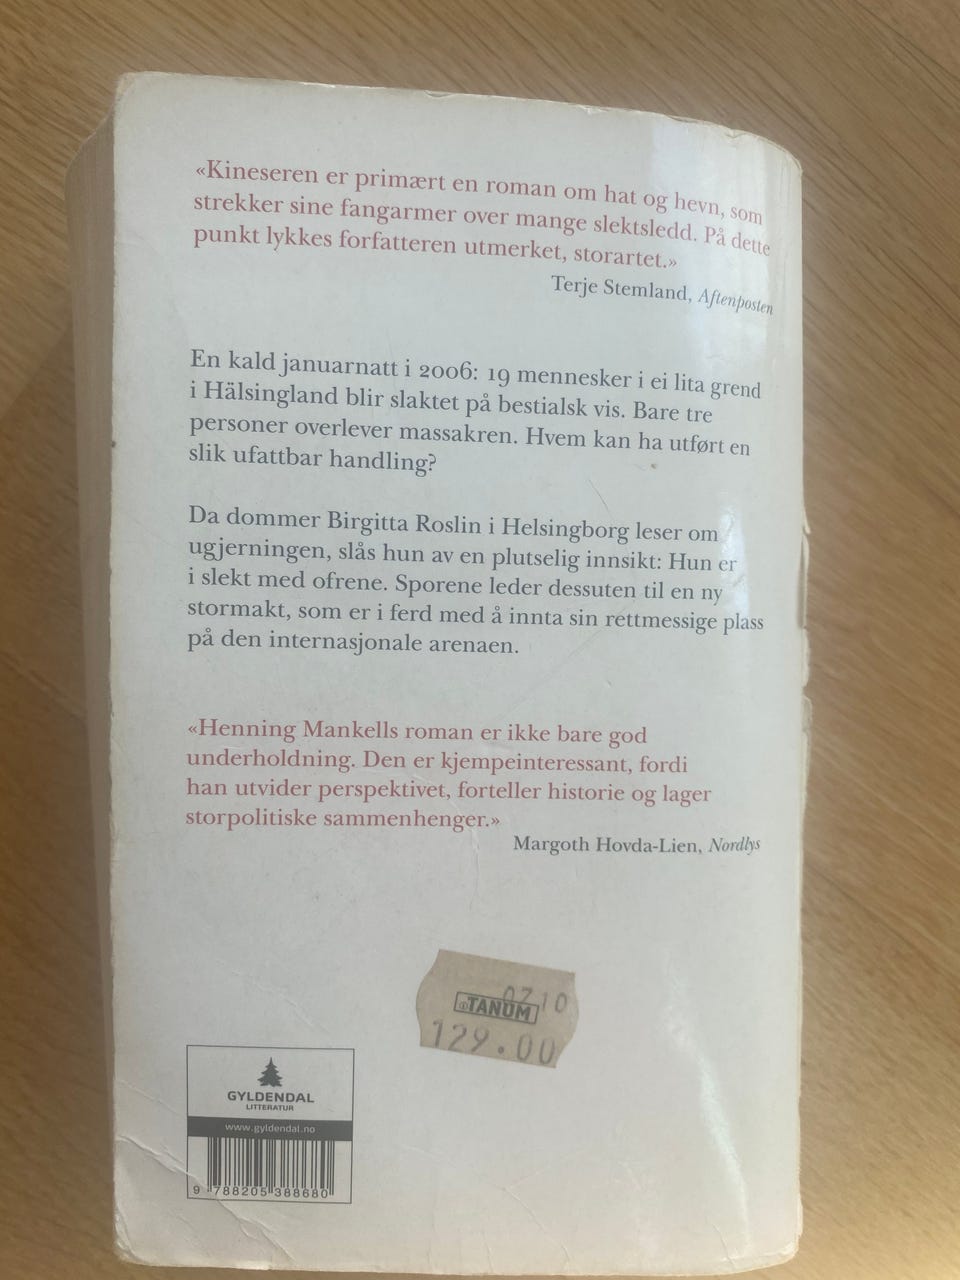 «Kineseren er primært en roman om hat og hevn, som
strekker sine fangarmer over mange slektsledd. På dette
punkt lykkes forfatteren utmerket, storartet.»
Terje Stemland, Aftenposten
En kald januarnatt i 2006: 19 mennesker i ei lita grend
i Hälsingland blir slaktet på bestialsk vis. Bare tre
personer overlever massakren. Hvem kan ha utført en
slik ufattbar handling?
Da dommer Birgitta Roslin i Helsingborg leser om
ugjerningen, slås hun av en plutselig innsikt: Hun er
i slekt med ofrene. Sporene leder dessuten til en ny
stormakt, som er i ferd med å innta sin rettmessige plass
på den internasjonale arenaen.
«Henning Mankells roman er ikke bare god
underholdning. Den er kjempeinteressant, fordi
han utvider perspektivet, forteller historie og lager
storpolitiske sammenhenger.»
Margoth Hovda-Lien, Nordlys
0710
TANUM
129.00
GYLDENDAL
LITTERATUR
www.gyldendal.no
9 788205 388680